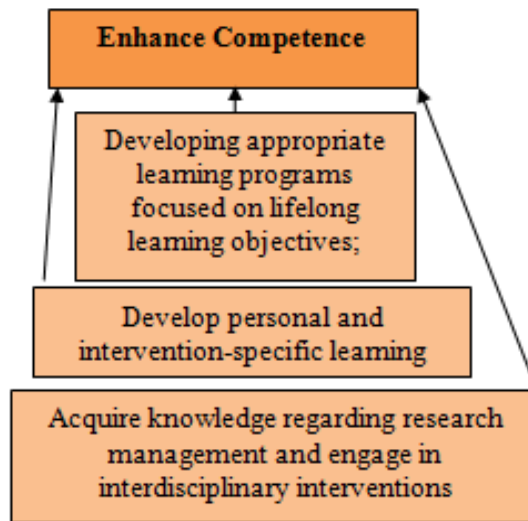 Enhance Competence
Developing appropriate
learning programs
focused on lifelong
learning objectives;
Develop personal and
intervention-specific learning
Acquire knowledge regarding research
management and engage in
interdisciplinary interventions